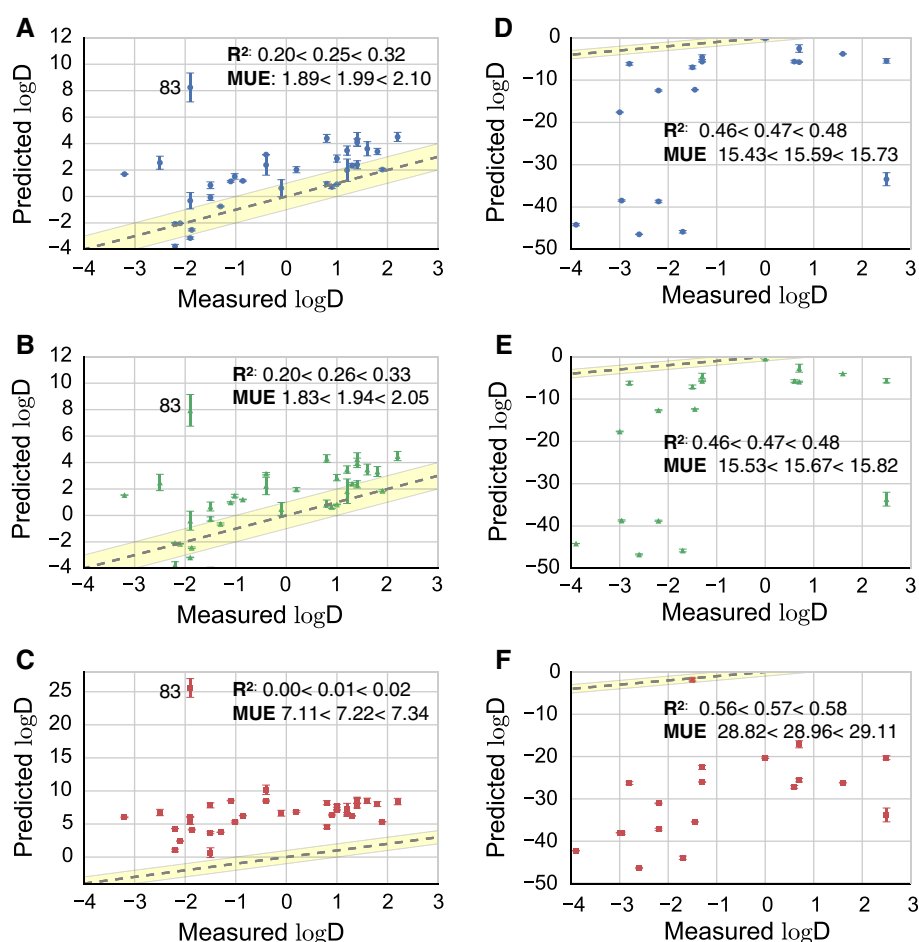 A
12
10
8
6
4
2
0
−2
−4
Predicted logD
83
R²: 0.20< 0.25< 0.32
MUE: 1.89< 1.99< 2.10
−4 −3 −2 −1 0 1 2 3
Measured logD
D
0
−10
−20
−30
−40
−50
Predicted logD
R²: 0.46< 0.47< 0.48
MUE 15.43< 15.59< 15.73
−4 −3 −2 −1 0 1 2 3
Measured logD
B
12
10
8
6
4
2
0
−2
−4
Predicted logD
83
R²: 0.20< 0.26< 0.33
MUE 1.83< 1.94< 2.05
−4 −3 −2 −1 0 1 2 3
Measured logD
E
0
−10
−20
−30
−40
−50
Predicted logD
R²: 0.46< 0.47< 0.48
MUE 15.53< 15.67< 15.82
−4 −3 −2 −1 0 1 2 3
Measured logD
C
25
20
15
10
5
0
Predicted logD
83
R²: 0.00< 0.01< 0.02
MUE 7.11< 7.22< 7.34
−4 −3 −2 −1 0 1 2 3
Measured logD
F
0
−10
−20
−30
−40
−50
Predicted logD
R²: 0.56< 0.57< 0.58
MUE 28.82< 28.96< 29.11
−4 −3 −2 −1 0 1 2 3
Measured logD